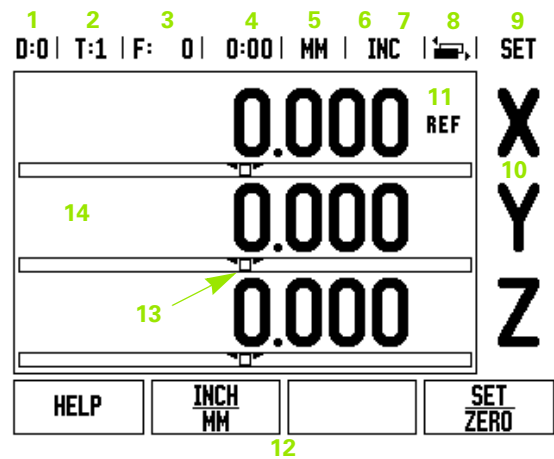 1 2 3 4 5 6 7 8 9
D:0 | T:1 | F: 0 | 0:00 | MM | INC | | SET
0.000 11 X
REF
10
14 0.000 Y
13 0.000 Z
HELP INCH SET
MM ZERO
12